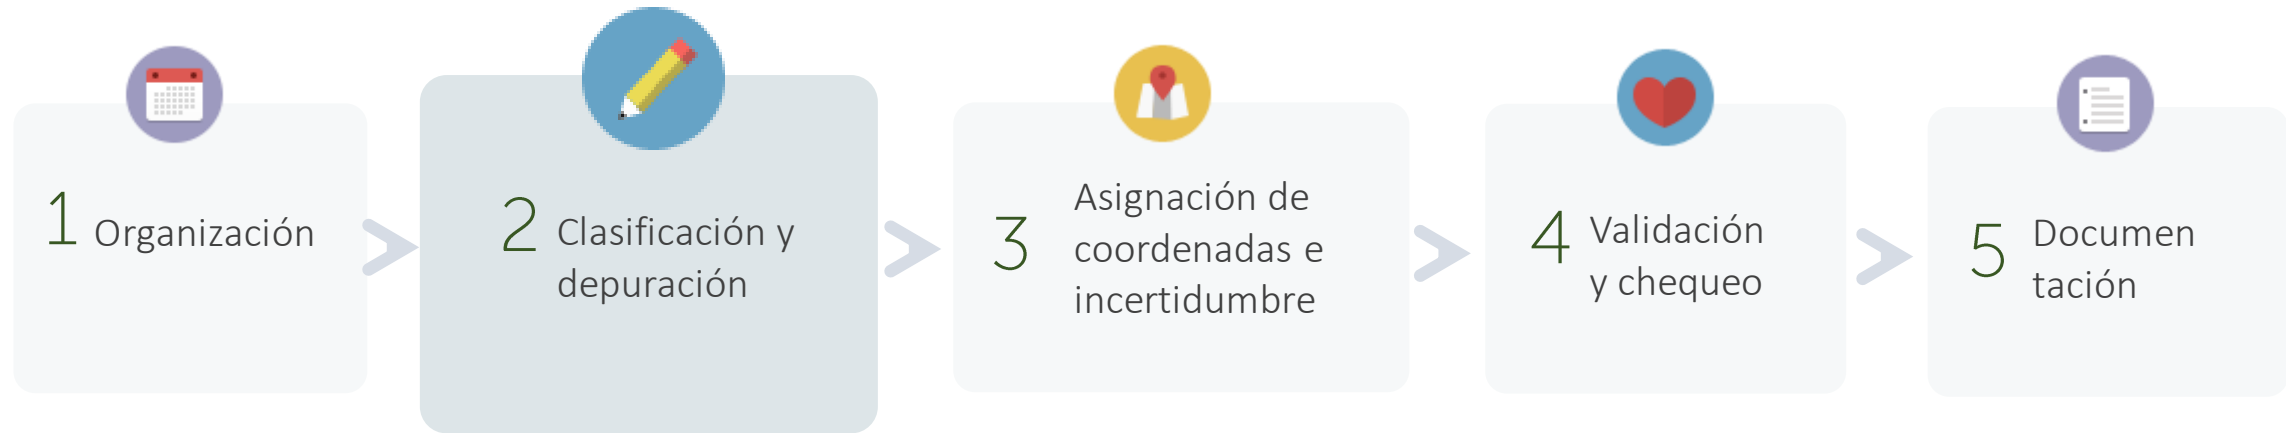 1 Organización
2 Clasificación y
depuración
3 Asignación de
coordenadas e
incertidumbre
4 Validación
y chequeo
5 Documen
tación